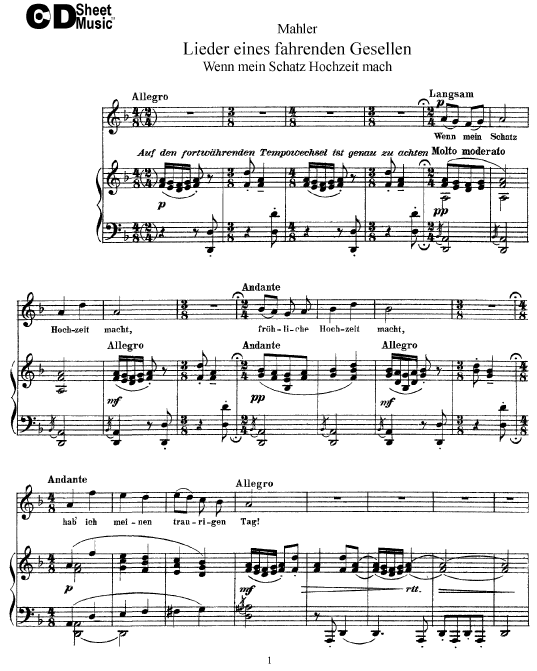 CD Sheet Music™
Mahler
Lieder eines fahrenden Gesellen
Wenn mein Schatz Hochzeit mach
Allegro
Langsam
p
Wenn mein Schatz
Auf den fortwährenden Tempowechsel ist genau zu achten Molto moderato
p
pp
Andante
Hoch-zeit macht, fröh-li-che Hoch-zeit macht,
Allegro Andante Allegro
mf
pp
mf
Andante
Allegro
hab' ich mei-nen trau-ri-gen Tag!
p
mf
rit.
1